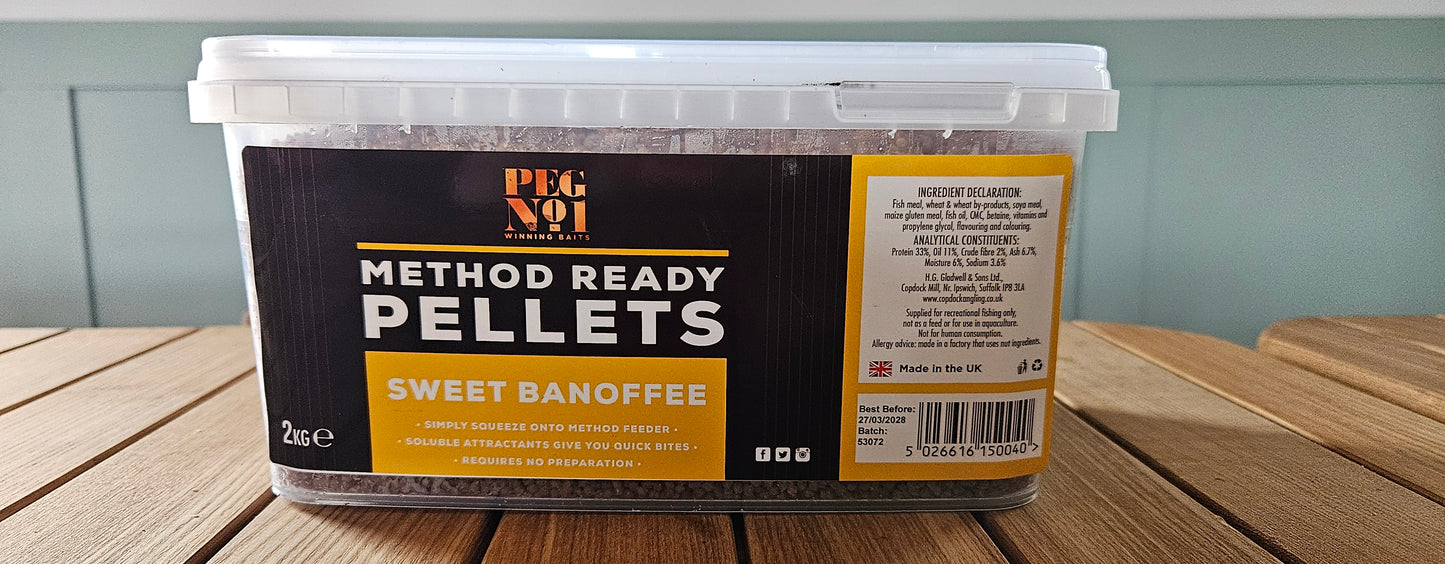 PEG
No1
WINNING BAITS
METHOD READY
PELLETS
SWEET BANOFFEE
· SIMPLY SQUEEZE ONTO METHOD FEEDER ·
· SOLUBLE ATTRACTANTS GIVE YOU QUICK BITES ·
· REQUIRES NO PREPARATION ·
2KG ℮
INGREDIENT DECLARATION:
Fish meal, wheat & wheat by-products, soya meal,
maize gluten meal, fish oil, CMC, betaine, vitamins and
propylene glycol, flavouring and colouring.
ANALYTICAL CONSTITUENTS:
Protein 33%, Oil 11%, Crude fibre 2%, Ash 6.7%,
Moisture 6%, Sodium 3.6%
H.G. Gladwell & Sons Ltd.,
Copdock Mill, Nr. Ipswich, Suffolk IP8 3LA
www.copdockangling.co.uk
Supplied for recreational fishing only,
not as a feed or for use in aquaculture.
Not for human consumption.
Allergy advice: made in a factory that uses nut ingredients.
Made in the UK
Best Before:
27/03/2028
Batch:
53072
5 026616 150040 >